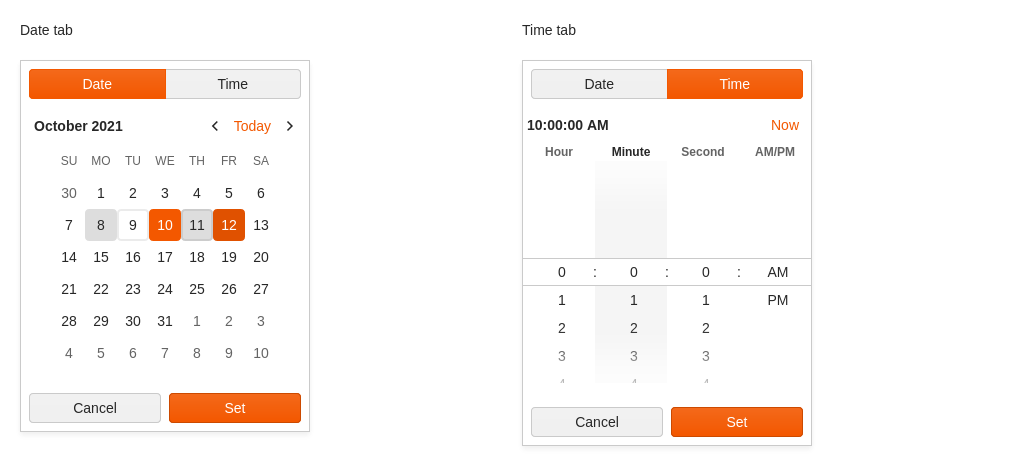 Date tab
Date Time
October 2021 Today
SU MO TU WE TH FR SA
30 1 2 3 4 5 6
7 8 9 10 11 12 13
14 15 16 17 18 19 20
21 22 23 24 25 26 27
28 29 30 31 1 2 3
4 5 6 7 8 9 10
Cancel Set
Time tab
Date Time
10:00:00 AM Now
Hour Minute Second AM/PM
0 : 0 : 0 : AM
1 1 1 PM
2 2 2
3 3 3
4 4 4
Cancel Set